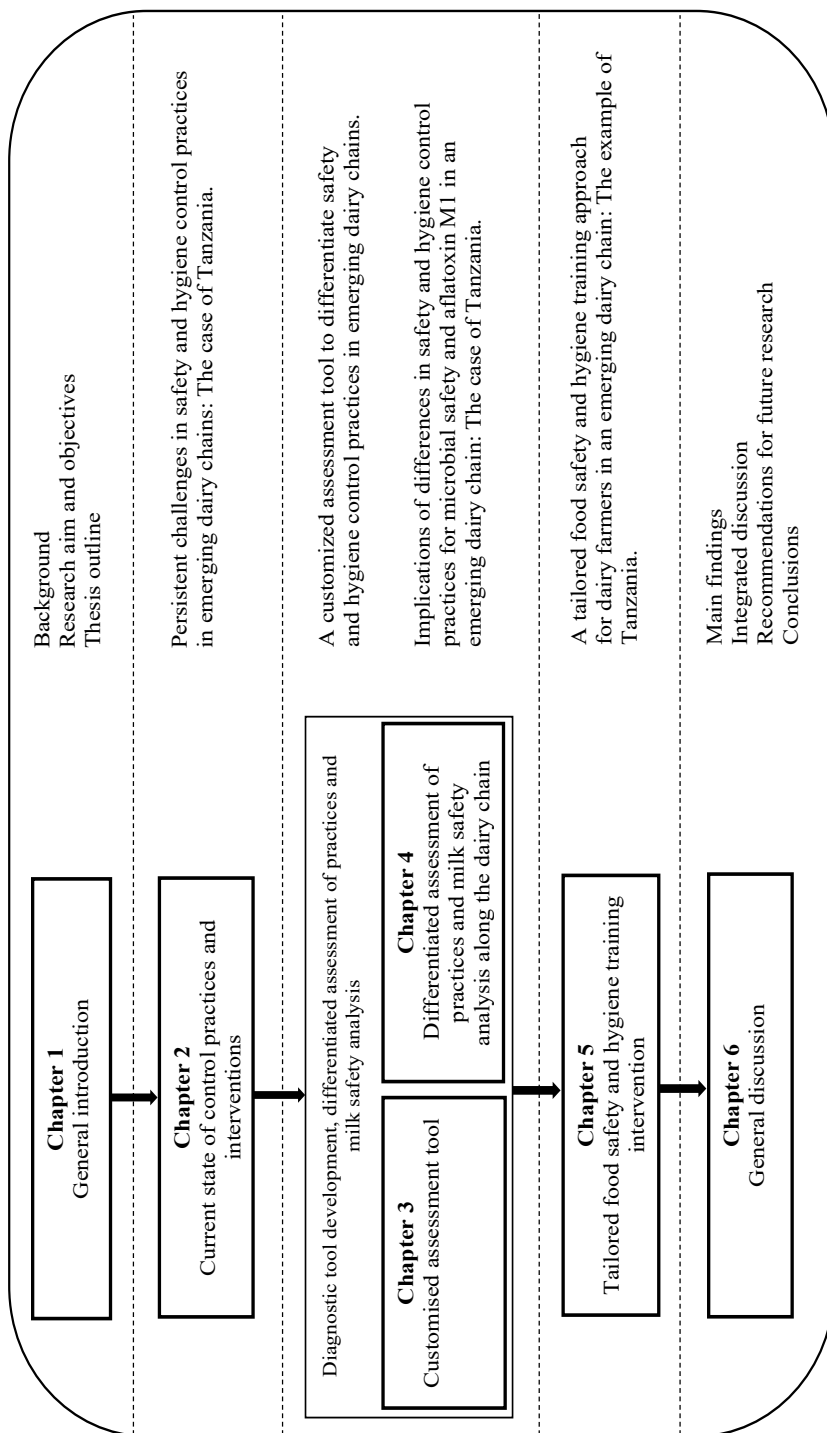 Chapter 1
General introduction
Background
Research aim and objectives
Thesis outline
Chapter 2
Current state of control practices and
interventions
Persistent challenges in safety and hygiene control practices
in emerging dairy chains: The case of Tanzania.
Diagnostic tool development, differentiated assessment of practices and
milk safety analysis
Chapter 3
Customised assessment tool
Chapter 4
Differentiated assessment of
practices and milk safety
analysis along the dairy chain
A customized assessment tool to differentiate safety
and hygiene control practices in emerging dairy chains.
Implications of differences in safety and hygiene control
practices for microbial safety and aflatoxin M1 in an
emerging dairy chain: The case of Tanzania.
Chapter 5
Tailored food safety and hygiene training
intervention
A tailored food safety and hygiene training approach
for dairy farmers in an emerging dairy chain: The example of
Tanzania.
Chapter 6
General discussion
Main findings
Integrated discussion
Recommendations for future research
Conclusions